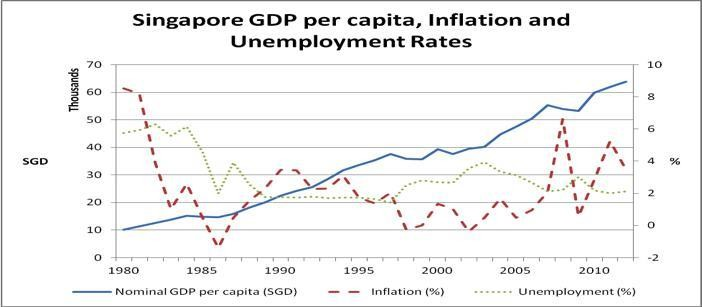 Singapore GDP per capita, Inflation and
Unemployment Rates
Thousands
70
60
50
40
30
20
10
0
SGD
10
8
6
4
2
0
-2
%
1980 1985 1990 1995 2000 2005 2010
Nominal GDP per capita (SGD) Inflation (%) Unemployment (%)